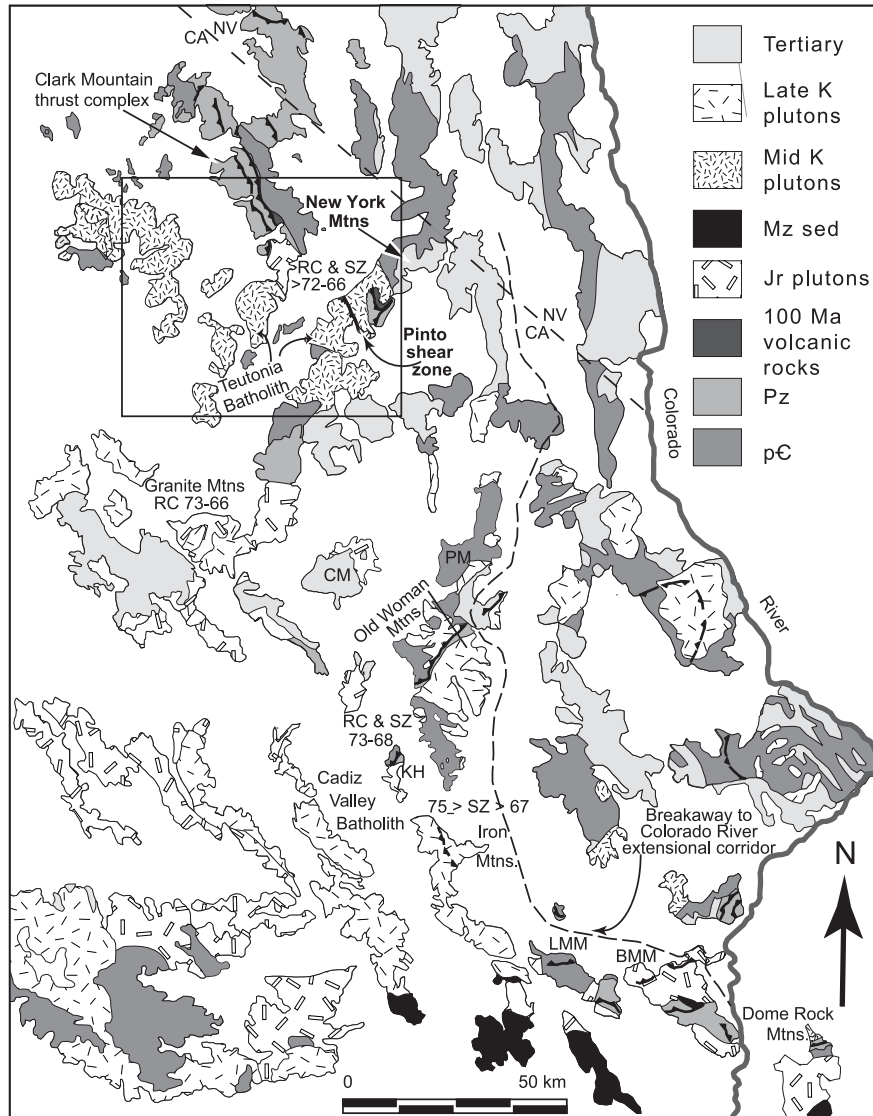 CA
NV
Clark Mountain
thrust complex
New York
Mtns
RC & SZ
>72-66
Pinto
shear
zone
Teutonia
Batholith
NV
CA
Colorado
River
Granite Mtns
RC 73-66
CM
PM
Old Woman
Mtns
RC & SZ
73-68
KH
Cadiz
Valley
Batholith
75 > SZ > 67
Iron
Mtns.
Breakaway to
Colorado River
extensional corridor
LMM
BMM
Dome Rock
Mtns.
N
0
50 km
Tertiary
Late K
plutons
Mid K
plutons
Mz sed
Jr plutons
100 Ma
volcanic
rocks
Pz
p€